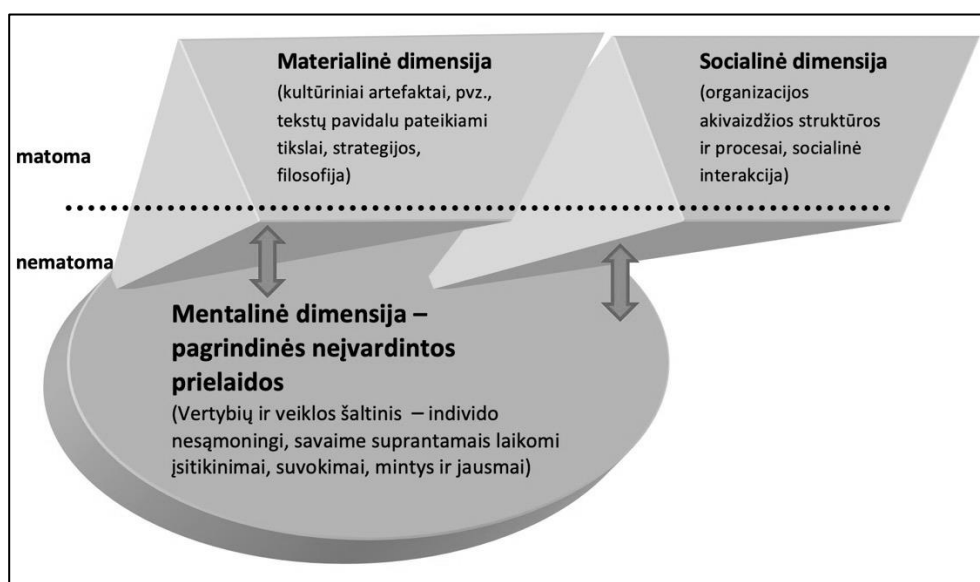 Materialinė dimensija
(kultūriniai artefaktai, pvz.,
tekstų pavidalu pateikiami
tikslai, strategijos,
filosofija)
Socialinė dimensija
(organizacijos
akivaizdžios struktūros
ir procesai, socialinė
interakcija)
matoma
nematoma
Mentalinė dimensija –
pagrindinės neįvardintos
prielaidos
(Vertybių ir veiklos šaltinis – individo
nesąmoningi, savaime suprantamais laikomi
įsitikinimai, suvokimai, mintys ir jausmai)